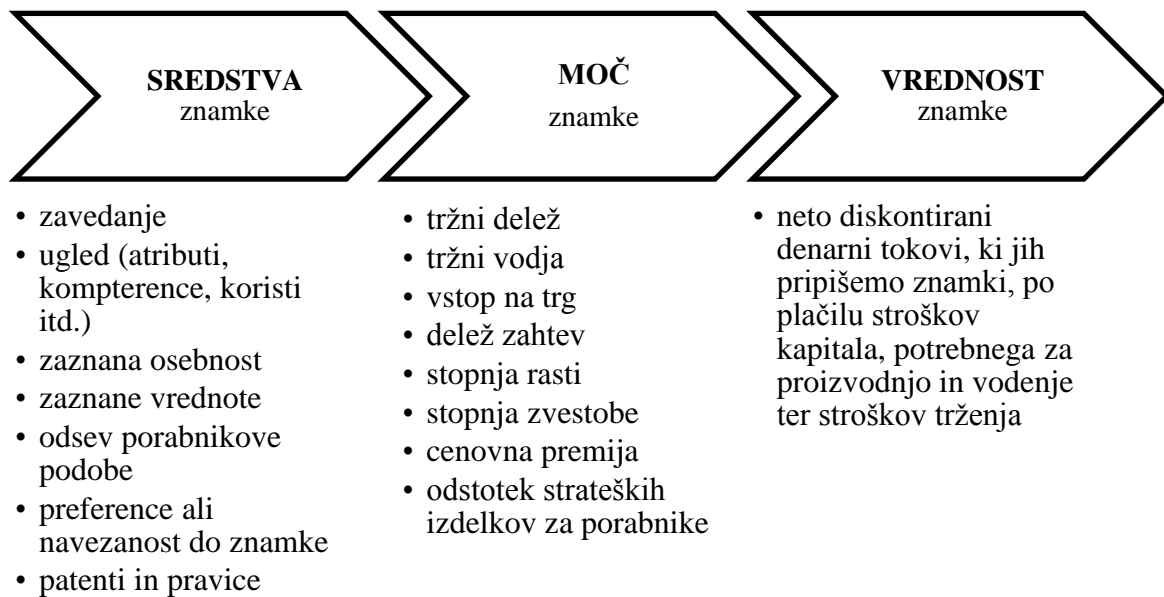 SREDSTVA
znamke
• zavedanje
• ugled (atributi,
kompterence, koristi
itd.)
• zaznana osebnost
• zaznane vrednote
• odsev porabnikove
podobe
• preference ali
navezanost do znamke
• patenti in pravice
MOČ
znamke
• tržni delež
• tržni vodja
• vstop na trg
• delež zahtev
• stopnja rasti
• stopnja zvestobe
• cenovna premija
• odstotek strateških
izdelkov za porabnike
VREDNOST
znamke
• neto diskontirani
denarni tokovi, ki jih
pripišemo znamki, po
plačilu stroškov
kapitala, potrebnega za
proizvodnjo in vodenje
ter stroškov trženja